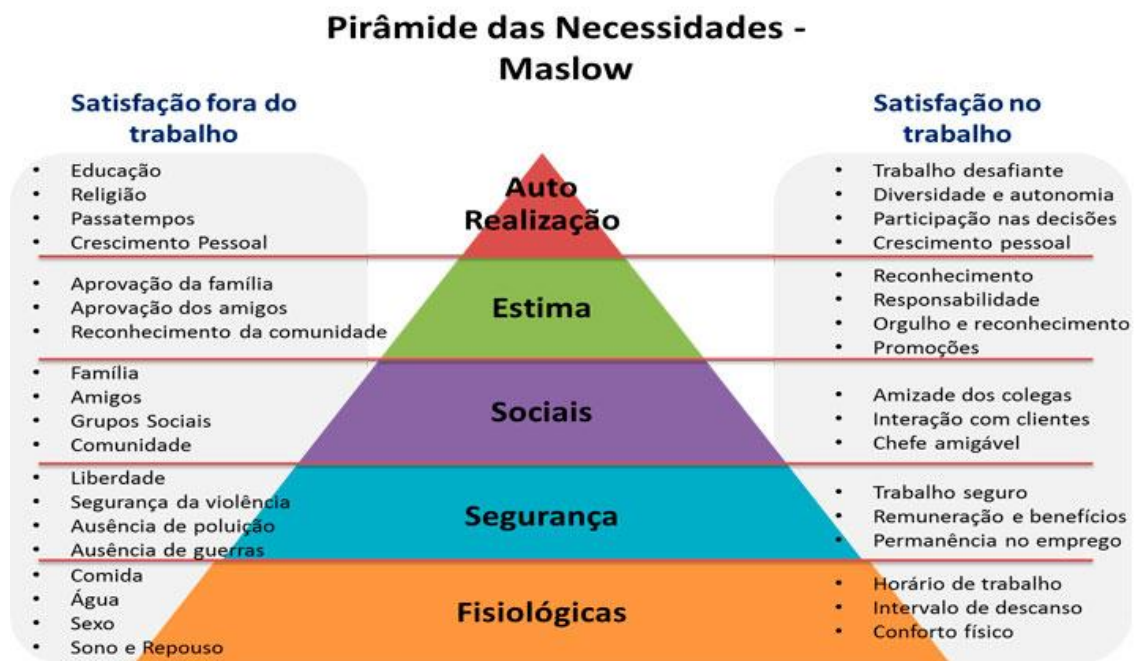 Pirâmide das Necessidades -
Maslow
Satisfação fora do
trabalho
Satisfação no
trabalho
• Educação
• Religião
• Passatempos
• Crescimento Pessoal
Auto
Realização
• Trabalho desafiante
• Diversidade e autonomia
• Participação nas decisões
• Crescimento pessoal
• Aprovação da família
• Aprovação dos amigos
• Reconhecimento da comunidade
Estima
• Reconhecimento
• Responsabilidade
• Orgulho e reconhecimento
• Promoções
• Família
• Amigos
• Grupos Sociais
• Comunidade
Sociais
• Amizade dos colegas
• Interação com clientes
• Chefe amigável
• Liberdade
• Segurança da violência
• Ausência de poluição
• Ausência de guerras
Segurança
• Trabalho seguro
• Remuneração e benefícios
• Permanência no emprego
• Comida
• Água
• Sexo
• Sono e Repouso
Fisiológicas
• Horário de trabalho
• Intervalo de descanso
• Conforto físico